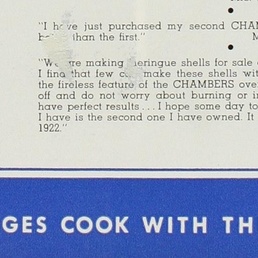 "I have just purchased my second CHAM
than the first." M
"We are making meringue shells for sale
I find that few can make these shells wit
the fireless feature of the CHAMBERS ove
off and do not worry about burning or i
have perfect results . . . I hope some day to
I have is the second one I have owned. It
1922."
GES COOK WITH TH